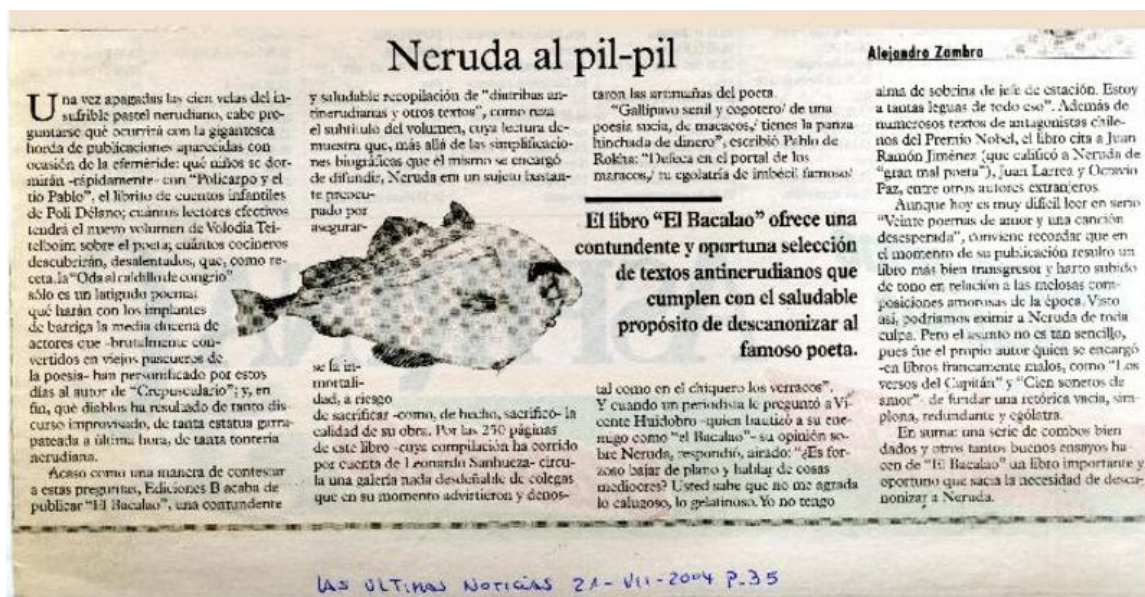 Neruda al pil-pil
Alejandro Zambra
Una vez apagadas las cien velas del in-
sufrible pastel nerudiano, cabe pre-
guntarse qué ocurrirá con la gigantesca
horda de publicaciones aparecidas con
ocasión de la efeméride: qué niños se dor-
mirán -rápidamente- con "Policarpo y el
tío Pablo", el librito de cuentos infantiles
de Poli Délano; cuántos lectores efectivos
tendrá el nuevo volumen de Volodia Tei-
telboim sobre el poeta; cuántos cocineros
descubrirán, desalentados, que, como re-
ceta, la "Oda al caldillo de congrio"
sólo es un latigudo poema;
qué harán con los implantes
de barriga la media docena de
actores que -brutalmente con-
vertidos en viejos pascueros de
la poesía- han personificado por estos
días al autor de "Crepusculario"; y, en
fin, qué diablos ha resultado de tanto dis-
curso improvisado, de tanta estatua garra-
pateada a última hora, de tanta tontería
nerudiana.
Acaso como una manera de contestar
a estas preguntas, Ediciones B acaba de
publicar "El Bacalao", una contundente
y saludable recopilación de "diatribas an-
tinerudianas y otros textos", como reza
el subtítulo del volumen, cuya lectura de-
muestra que, más allá de las simplificacio-
nes biográficas que él mismo se encargó
de difundir, Neruda era un sujeto bastan-
te preocu-
pado por
asegurar-
se la in-
mortali-
dad, a riesgo
de sacrificar -como, de hecho, sacrificó- la
calidad de su obra. Por las 250 páginas
de este libro -cuya compilación ha corrido
por cuenta de Leonardo Sanhueza- circu-
la una galería nada desdeñable de colegas
que en su momento advirtieron y denos-
taron las artimañas del poeta.
"Gallipavo senil y cogotero/ de una
poesía sucia, de macacos,/ tienes la panza
hinchada de dinero", escribió Pablo de
Rokha: "Defeca en el portal de los
maracos,/ tu egolatría de imbécil famoso/
El libro "El Bacalao" ofrece una
contundente y oportuna selección
de textos antinerudianos que
cumplen con el saludable
propósito de descanonizar al
famoso poeta.
tal como en el chiquero los verracos".
Y cuando un periodista le preguntó a Vi-
cente Huidobro -quien bautizó a su ene-
migo como "el Bacalao"- su opinión so-
bre Neruda, respondió, airado: "¿Es for-
zoso bajar de plano y hablar de cosas
mediocres? Usted sabe que no me agrada
lo calugoso, lo gelatinoso. Yo no tengo
alma de sobrina de jefe de estación. Estoy
a tantas leguas de todo eso". Además de
numerosos textos de antagonistas chile-
nos del Premio Nobel, el libro cita a Juan
Ramón Jiménez (que calificó a Neruda de
"gran mal poeta"), Juan Larrea y Octavio
Paz, entre otros autores extranjeros.
Aunque hoy es muy difícil leer en serio
"Veinte poemas de amor y una canción
desesperada", conviene recordar que en
el momento de su publicación resultó un
libro más bien transgresor y harto subido
de tono en relación a las melosas com-
posiciones amorosas de la época. Visto
así, podríamos eximir a Neruda de toda
culpa. Pero el asunto no es tan sencillo,
pues fue el propio autor quien se encargó
-en libros francamente malos, como "Los
versos del Capitán" y "Cien sonetos de
amor"- de fundar una retórica vacía, sim-
plona, redundante y ególatra.
En suma: una serie de combos bien
dados y otros tantos buenos ensayos ha-
cen de "El Bacalao" un libro importante y
oportuno que sacia la necesidad de desca-
nonizar a Neruda.
LAS ULTIMAS NOTICIAS 21-VII-2004 P.35